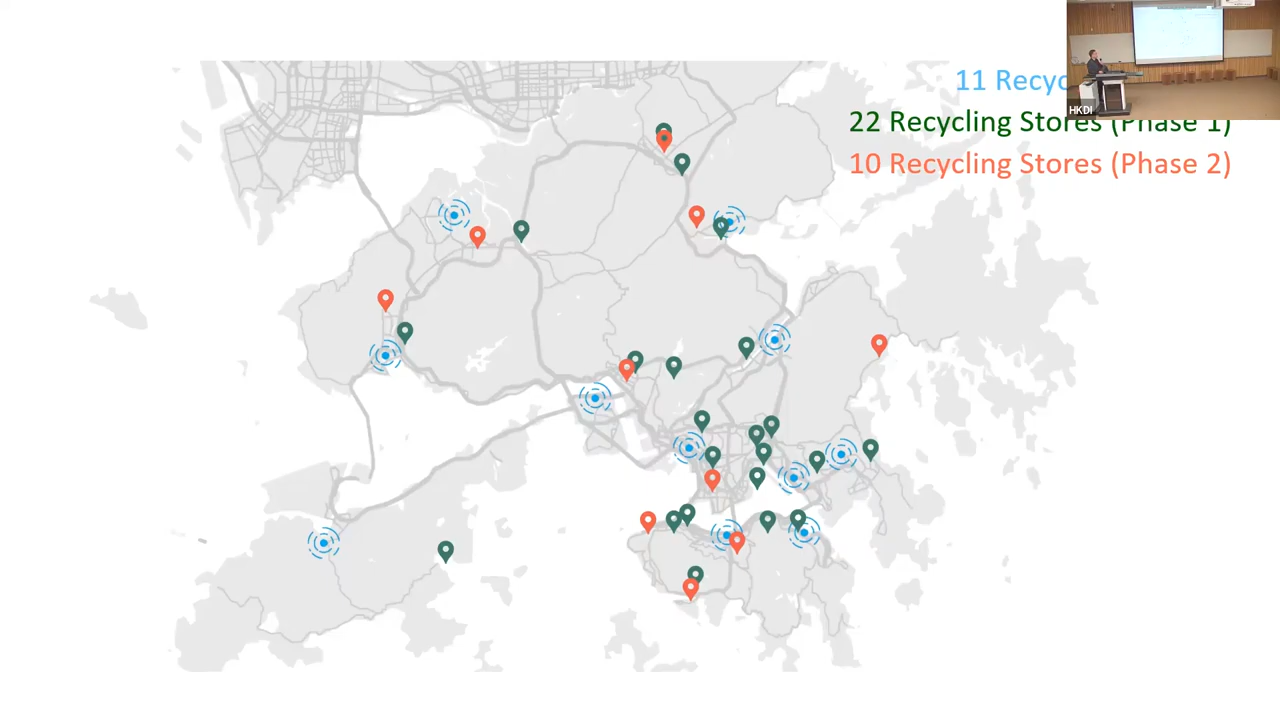 11 Recyc
22 Recycling Stores (Phase 1)
10 Recycling Stores (Phase 2)
HKDI